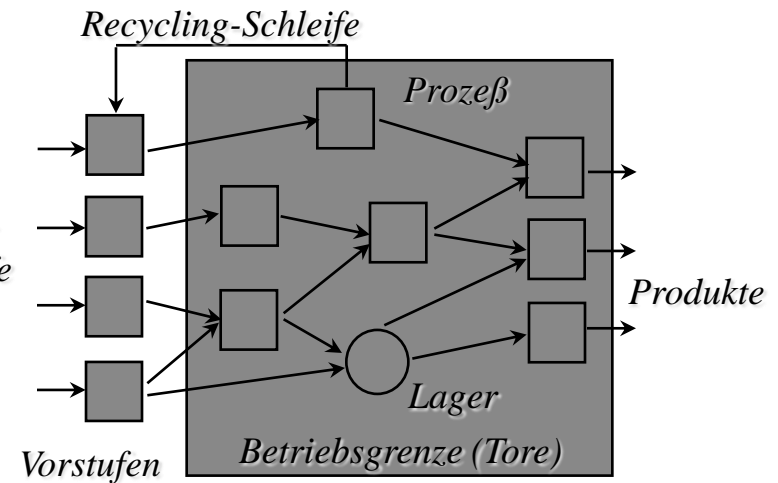 Recycling-Schleife
Prozeß
Produkte
Lager
Betriebsgrenze (Tore)
Vorstufen